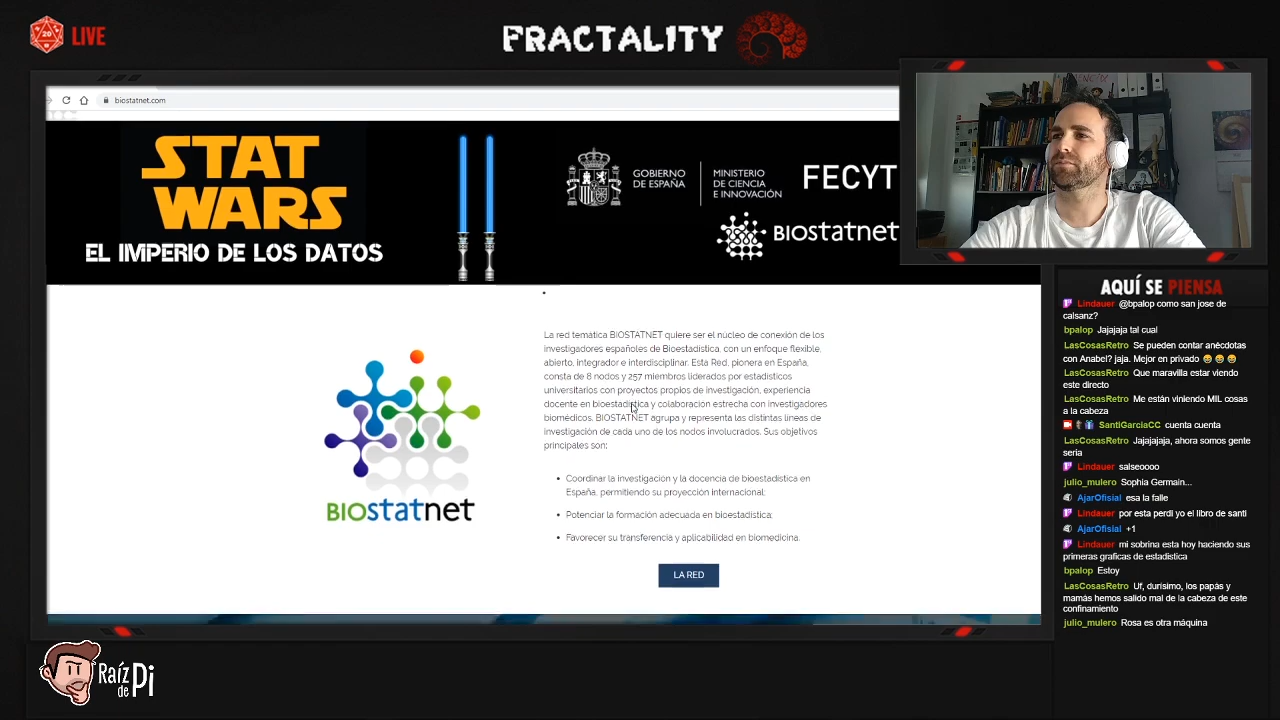 20 LIVE
FRACTALITY
biostatnet.com
STAT
WARS
EL IMPERIO DE LOS DATOS
GOBIERNO
DE ESPAÑA
MINISTERIO
DE CIENCIA
E INNOVACIÓN
FECYT
BIOstatnet
La red temática BIOSTATNET quiere ser el núcleo de conexión de los
investigadores españoles de Bioestadística, con un enfoque flexible,
abierto, integrador e interdisciplinar. Esta Red, pionera en España,
consta de 8 nodos y 257 miembros liderados por estadísticos
universitarios con proyectos propios de investigación, experiencia
docente en bioestadística y colaboración estrecha con investigadores
biomédicos. BIOSTATNET agrupa y representa las distintas líneas de
investigación de cada uno de los nodos involucrados. Sus objetivos
principales son:
• Coordinar la investigación y la docencia de bioestadística en
España, permitiendo su proyección internacional;
• Potenciar la formación adecuada en bioestadística;
• Favorecer su transferencia y aplicabilidad en biomedicina.
LA RED
BIOstatnet
AQUÍ SE PIENSA
Lindauer @bpalop como san jose de
calsanz?
bpalop Jajajaja tal cual
LasCosasRetro Se pueden contar anécdotas
con Anabel? jaja. Mejor en privado
LasCosasRetro Que maravilla estar viendo
este directo
LasCosasRetro Me están viniendo MIL cosas
a la cabeza
SantiGarciaCC cuenta cuenta
LasCosasRetro Jajajajaja, ahora somos gente
seria
Lindauer salseoooo
julio_mulero Sophia Germain...
AjarOfisial esa la falle
Lindauer por esta perdi yo el libro de santi
AjarOfisial +1
Lindauer mi sobrina esta hoy haciendo sus
primeras graficas de estadistica
bpalop Estoy
LasCosasRetro Uf, durísimo, los papás y
mamás hemos salido mal de la cabeza de este
confinamiento
julio_mulero Rosa es otra máquina
Raíz
de Pi